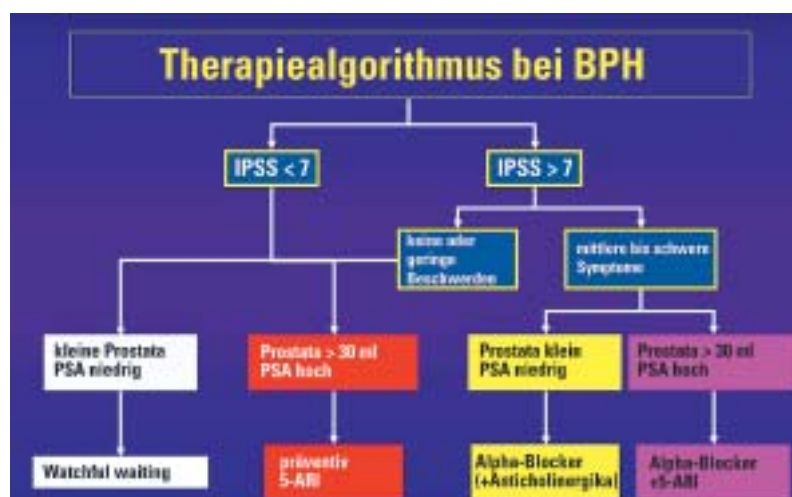 Therapiealgorithmus bei BPH
IPSS < 7
IPSS > 7
keine oder
geringe
Beschwerden
mittlere bis schwere
Symptome
kleine Prostata
PSA niedrig
Prostata > 30 ml
PSA hoch
Prostata klein
PSA niedrig
Prostata > 30 ml
PSA hoch
Watchful waiting
präventiv
5-ARI
Alpha-Blocker
(+Anticholinergika)
Alpha-Blocker
+5-ARI